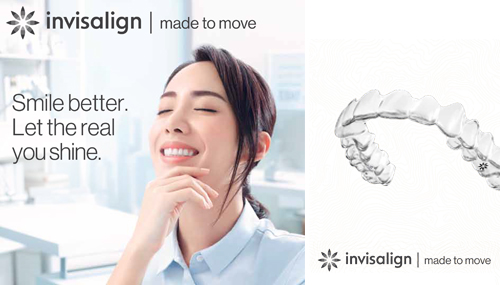 invisalign | made to move
Smile better.
Let the real
you shine.
invisalign | made to move